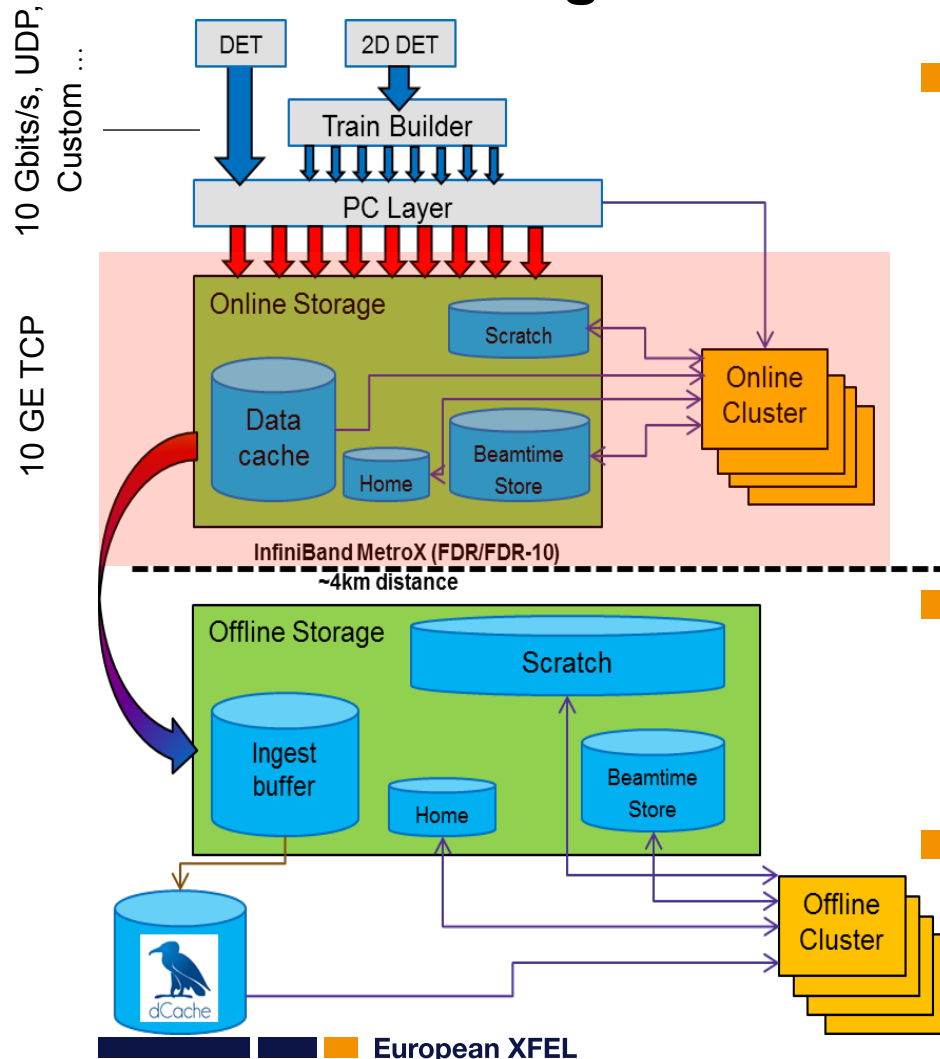 10 Gbits/s, UDP,
Custom ...
DET
2D DET
Train Builder
PC Layer
10 GE TCP
Online Storage
Scratch
Data
cache
Home
Beamtime
Store
Online
Cluster
InfiniBand MetroX (FDR/FDR-10)
~4km distance
Offline Storage
Scratch
Ingest
buffer
Home
Beamtime
Store
Offline
Cluster
dCache
European XFEL